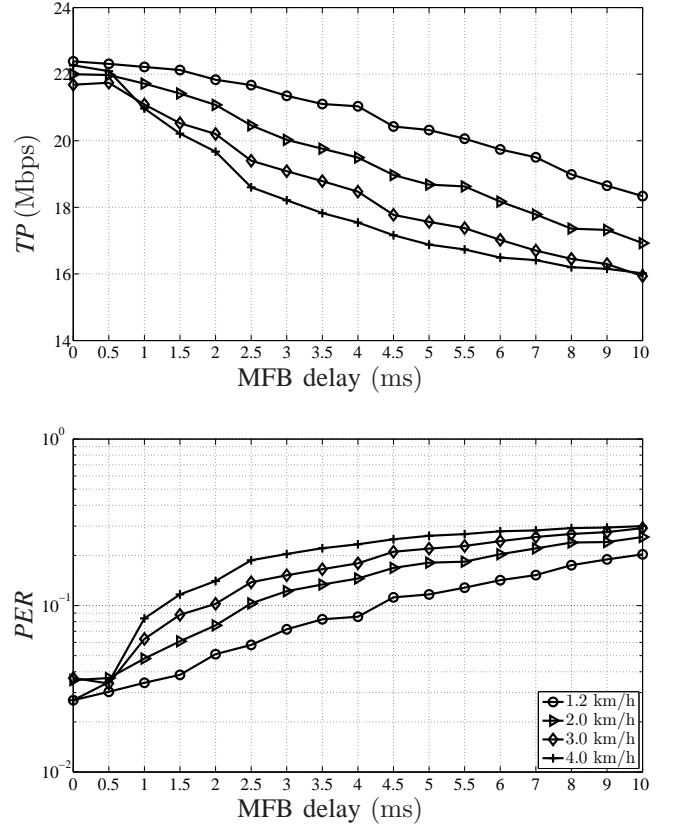 24
22
20
18
16
14
TP (Mbps)
0 0.5 1 1.5 2 2.5 3 3.5 4 4.5 5 5.5 6 7 8 9 10
MFB delay (ms)
10^0
10^-1
10^-2
PER
1.2 km/h
2.0 km/h
3.0 km/h
4.0 km/h
0 0.5 1 1.5 2 2.5 3 3.5 4 4.5 5 5.5 6 7 8 9 10
MFB delay (ms)